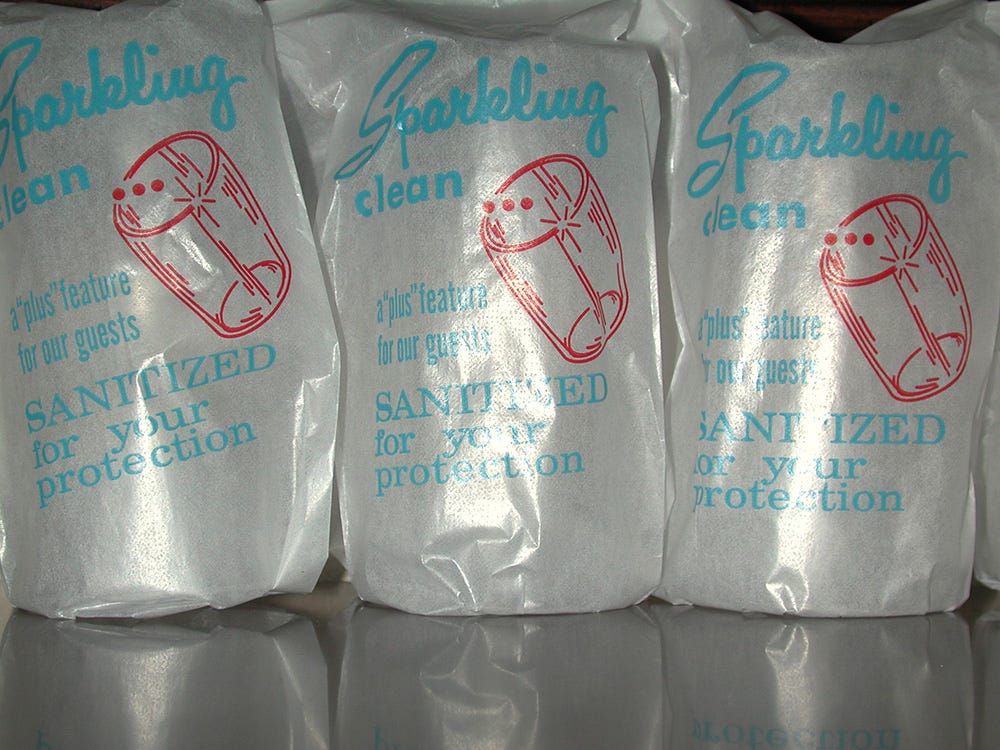 Sparkling
clean
a "plus" feature
for our guests
SANITIZED
for your
protection
Sparkling
clean
a "plus" feature
for our guests
SANITIZED
for your
protection
Sparkling
clean
a "plus" feature
for our guests
SANITIZED
for your
protection